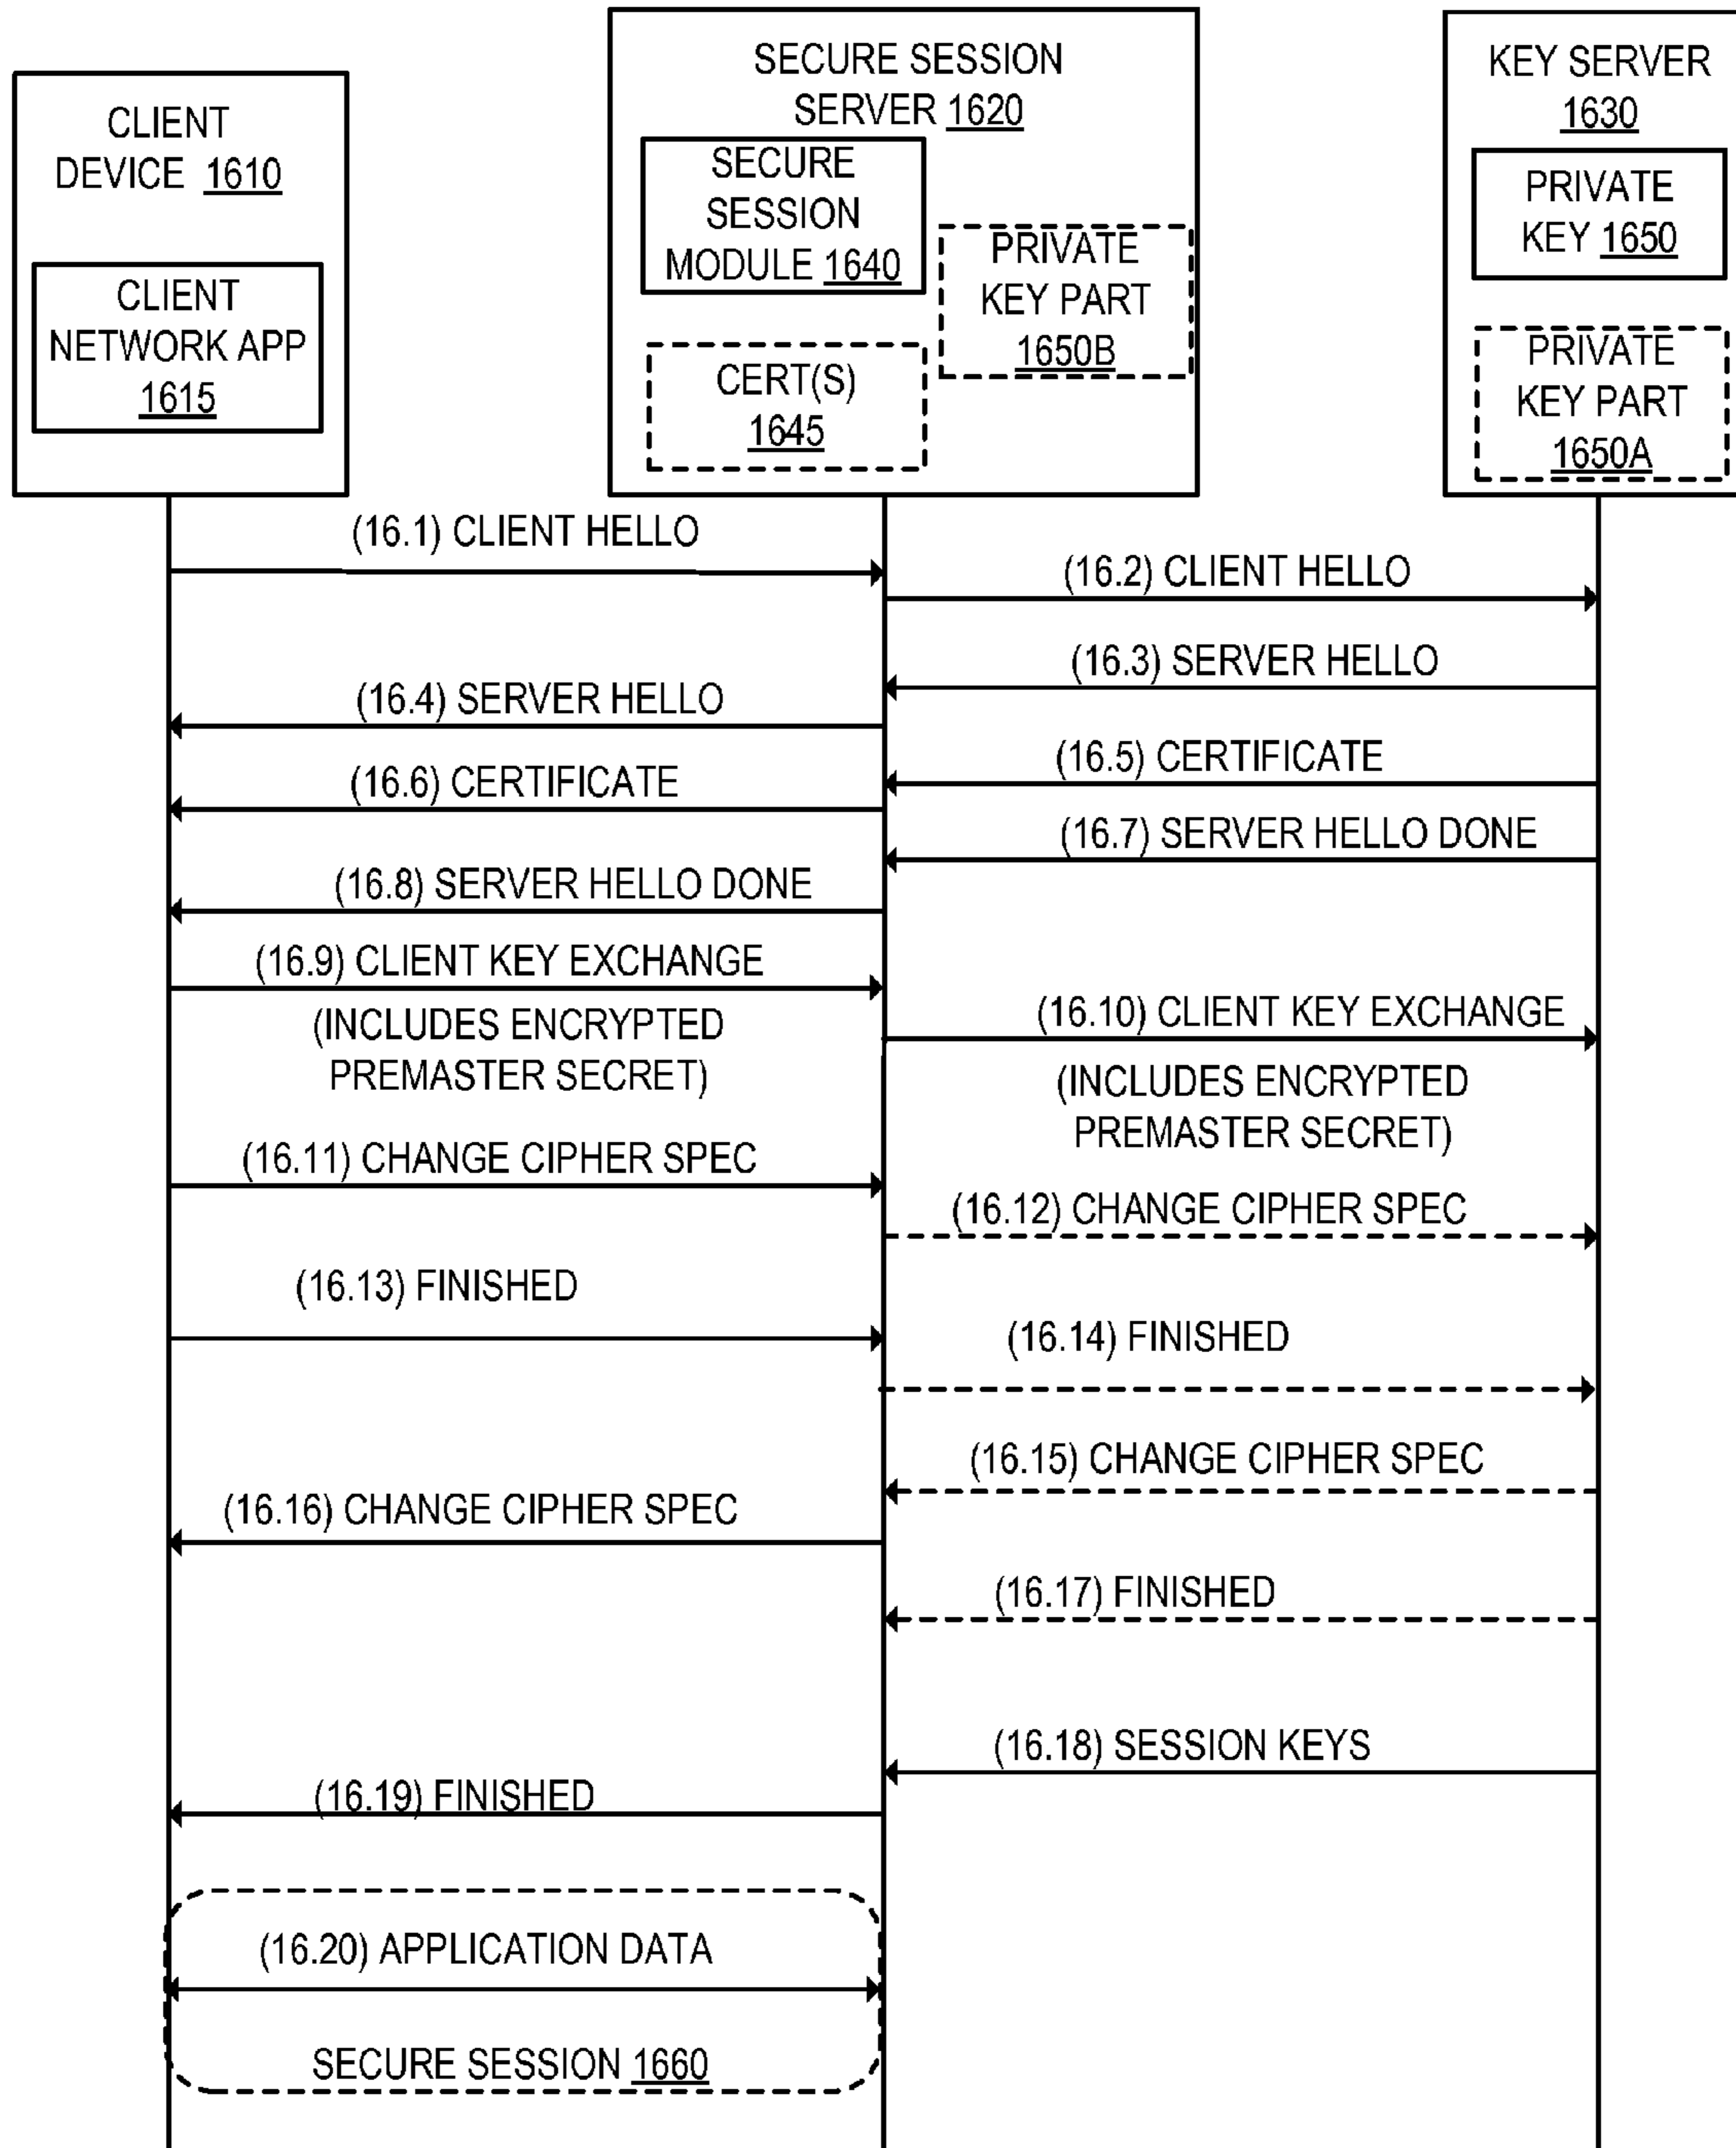 CLIENT
DEVICE 1610
CLIENT
NETWORK APP
1615
SECURE SESSION
SERVER 1620
SECURE
SESSION
MODULE 1640
PRIVATE
KEY PART
1650B
CERT(S)
1645
KEY SERVER
1630
PRIVATE
KEY 1650
PRIVATE
KEY PART
1650A
(16.1) CLIENT HELLO
(16.2) CLIENT HELLO
(16.3) SERVER HELLO
(16.4) SERVER HELLO
(16.5) CERTIFICATE
(16.6) CERTIFICATE
(16.7) SERVER HELLO DONE
(16.8) SERVER HELLO DONE
(16.9) CLIENT KEY EXCHANGE
(INCLUDES ENCRYPTED
PREMASTER SECRET)
(16.10) CLIENT KEY EXCHANGE
(INCLUDES ENCRYPTED
PREMASTER SECRET)
(16.11) CHANGE CIPHER SPEC
(16.12) CHANGE CIPHER SPEC
(16.13) FINISHED
(16.14) FINISHED
(16.15) CHANGE CIPHER SPEC
(16.16) CHANGE CIPHER SPEC
(16.17) FINISHED
(16.18) SESSION KEYS
(16.19) FINISHED
(16.20) APPLICATION DATA
SECURE SESSION 1660